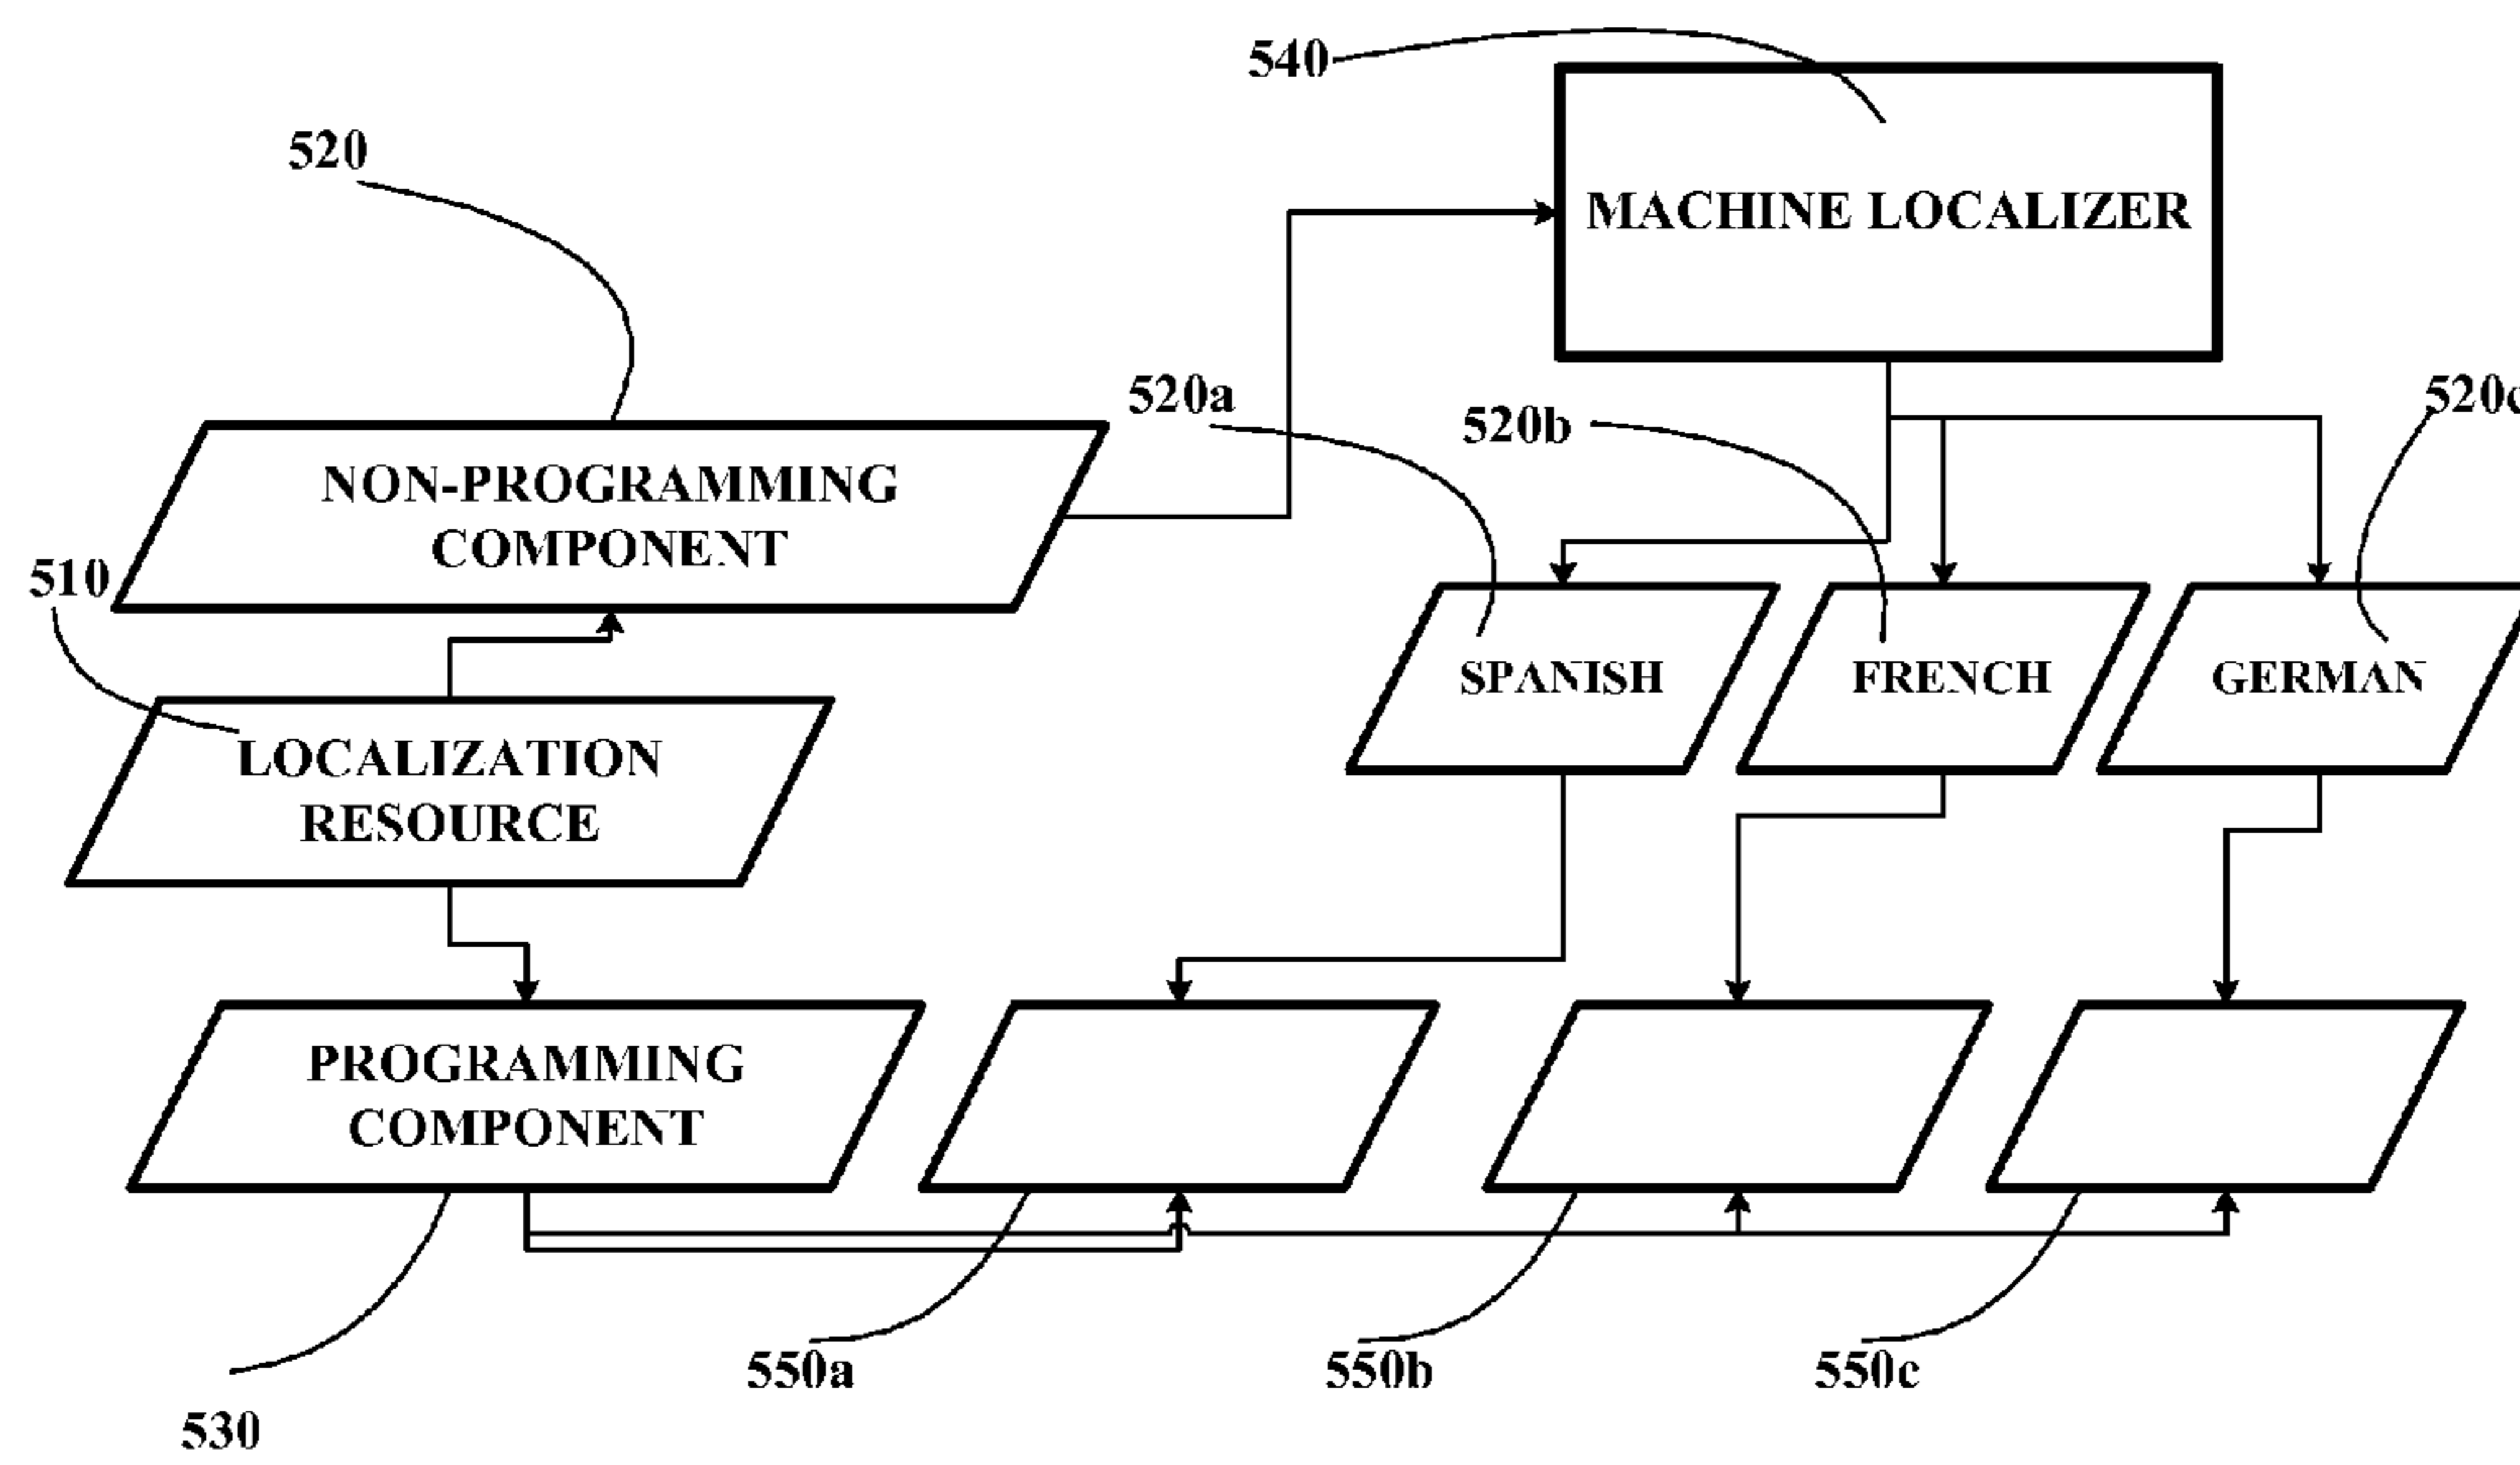 540
MACHINE LOCALIZER
520
520a
520b
520c
NON-PROGRAMMING
COMPONENT
510
SPANISH
FRENCH
GERMAN
LOCALIZATION
RESOURCE
PROGRAMMING
COMPONENT
550a
550b
550c
530